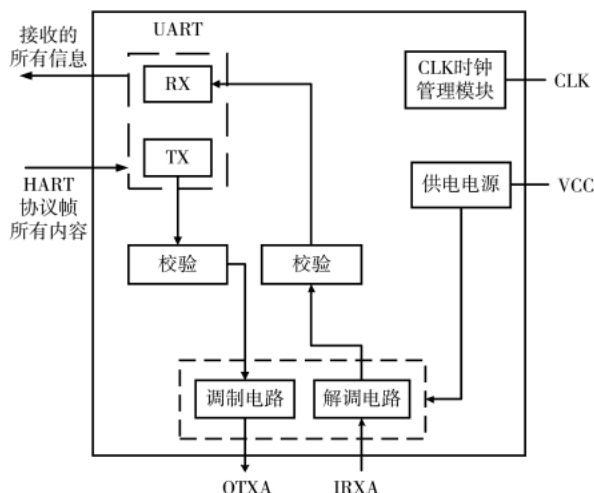 接收的
所有信息
UART
RX
CLK时钟
管理模块
CLK
TX
HART
协议帧
所有内容
供电电源
VCC
校验
校验
调制电路
解调电路
OTXA
IRXA